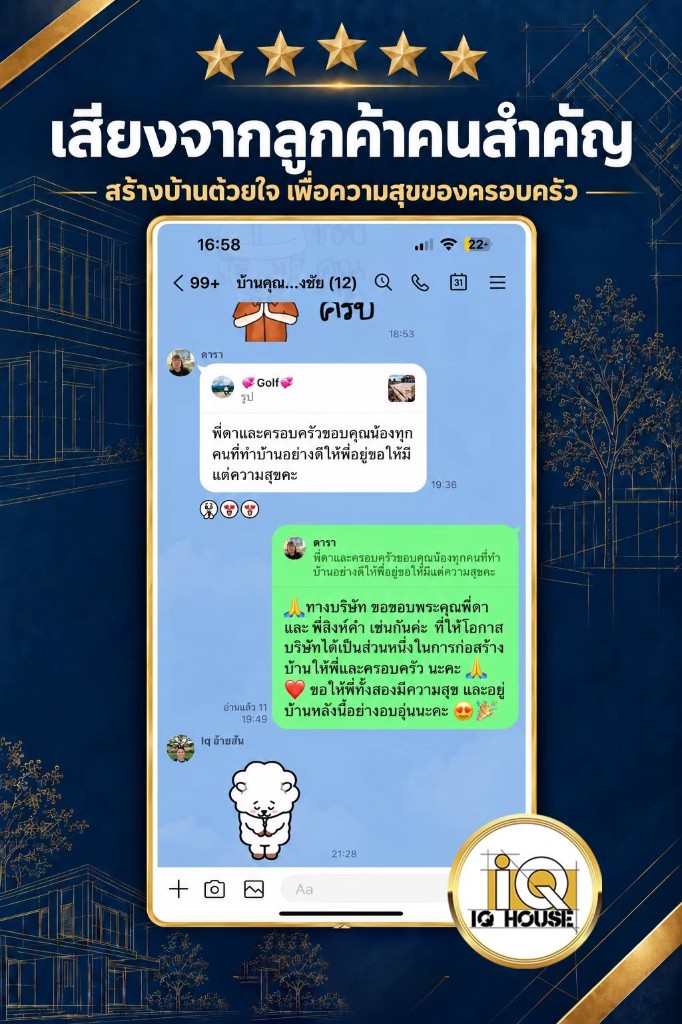 เสียงจากลูกค้าคนสำคัญ
สร้างบ้านด้วยใจ เพื่อความสุขของครอบครัว
16:58
22+
99+ บ้านคุณ...งชัย (12)
31
ครับ
18:53
ดารา
💞Golf💞
รูป
พี่ดาและครอบครัวขอบคุณน้องทุก
คนที่ทำบ้านอย่างดีให้พี่อยู่ขอให้มี
แต่ความสุขคะ
19:36
ดารา
พี่ดาและครอบครัวขอบคุณน้องทุกคนที่ทำ
บ้านอย่างดีให้พี่อยู่ขอให้มีแต่ความสุขคะ
🙏ทางบริษัท ขอขอบพระคุณพี่ดา
และ พี่สิงห์คำ เช่นกันค่ะ ที่ให้โอกาส
บริษัทได้เป็นส่วนหนึ่งในการก่อสร้าง
บ้านให้พี่และครอบครัว นะคะ 🙏
❤️ ขอให้พี่ทั้งสองมีความสุข และอยู่
บ้านหลังนี้อย่างอบอุ่นนะคะ 😍🎉
อ่านแล้ว 11
19:49
Iq อ้ายสัน
21:28
Aa
iQ
IQ HOUSE